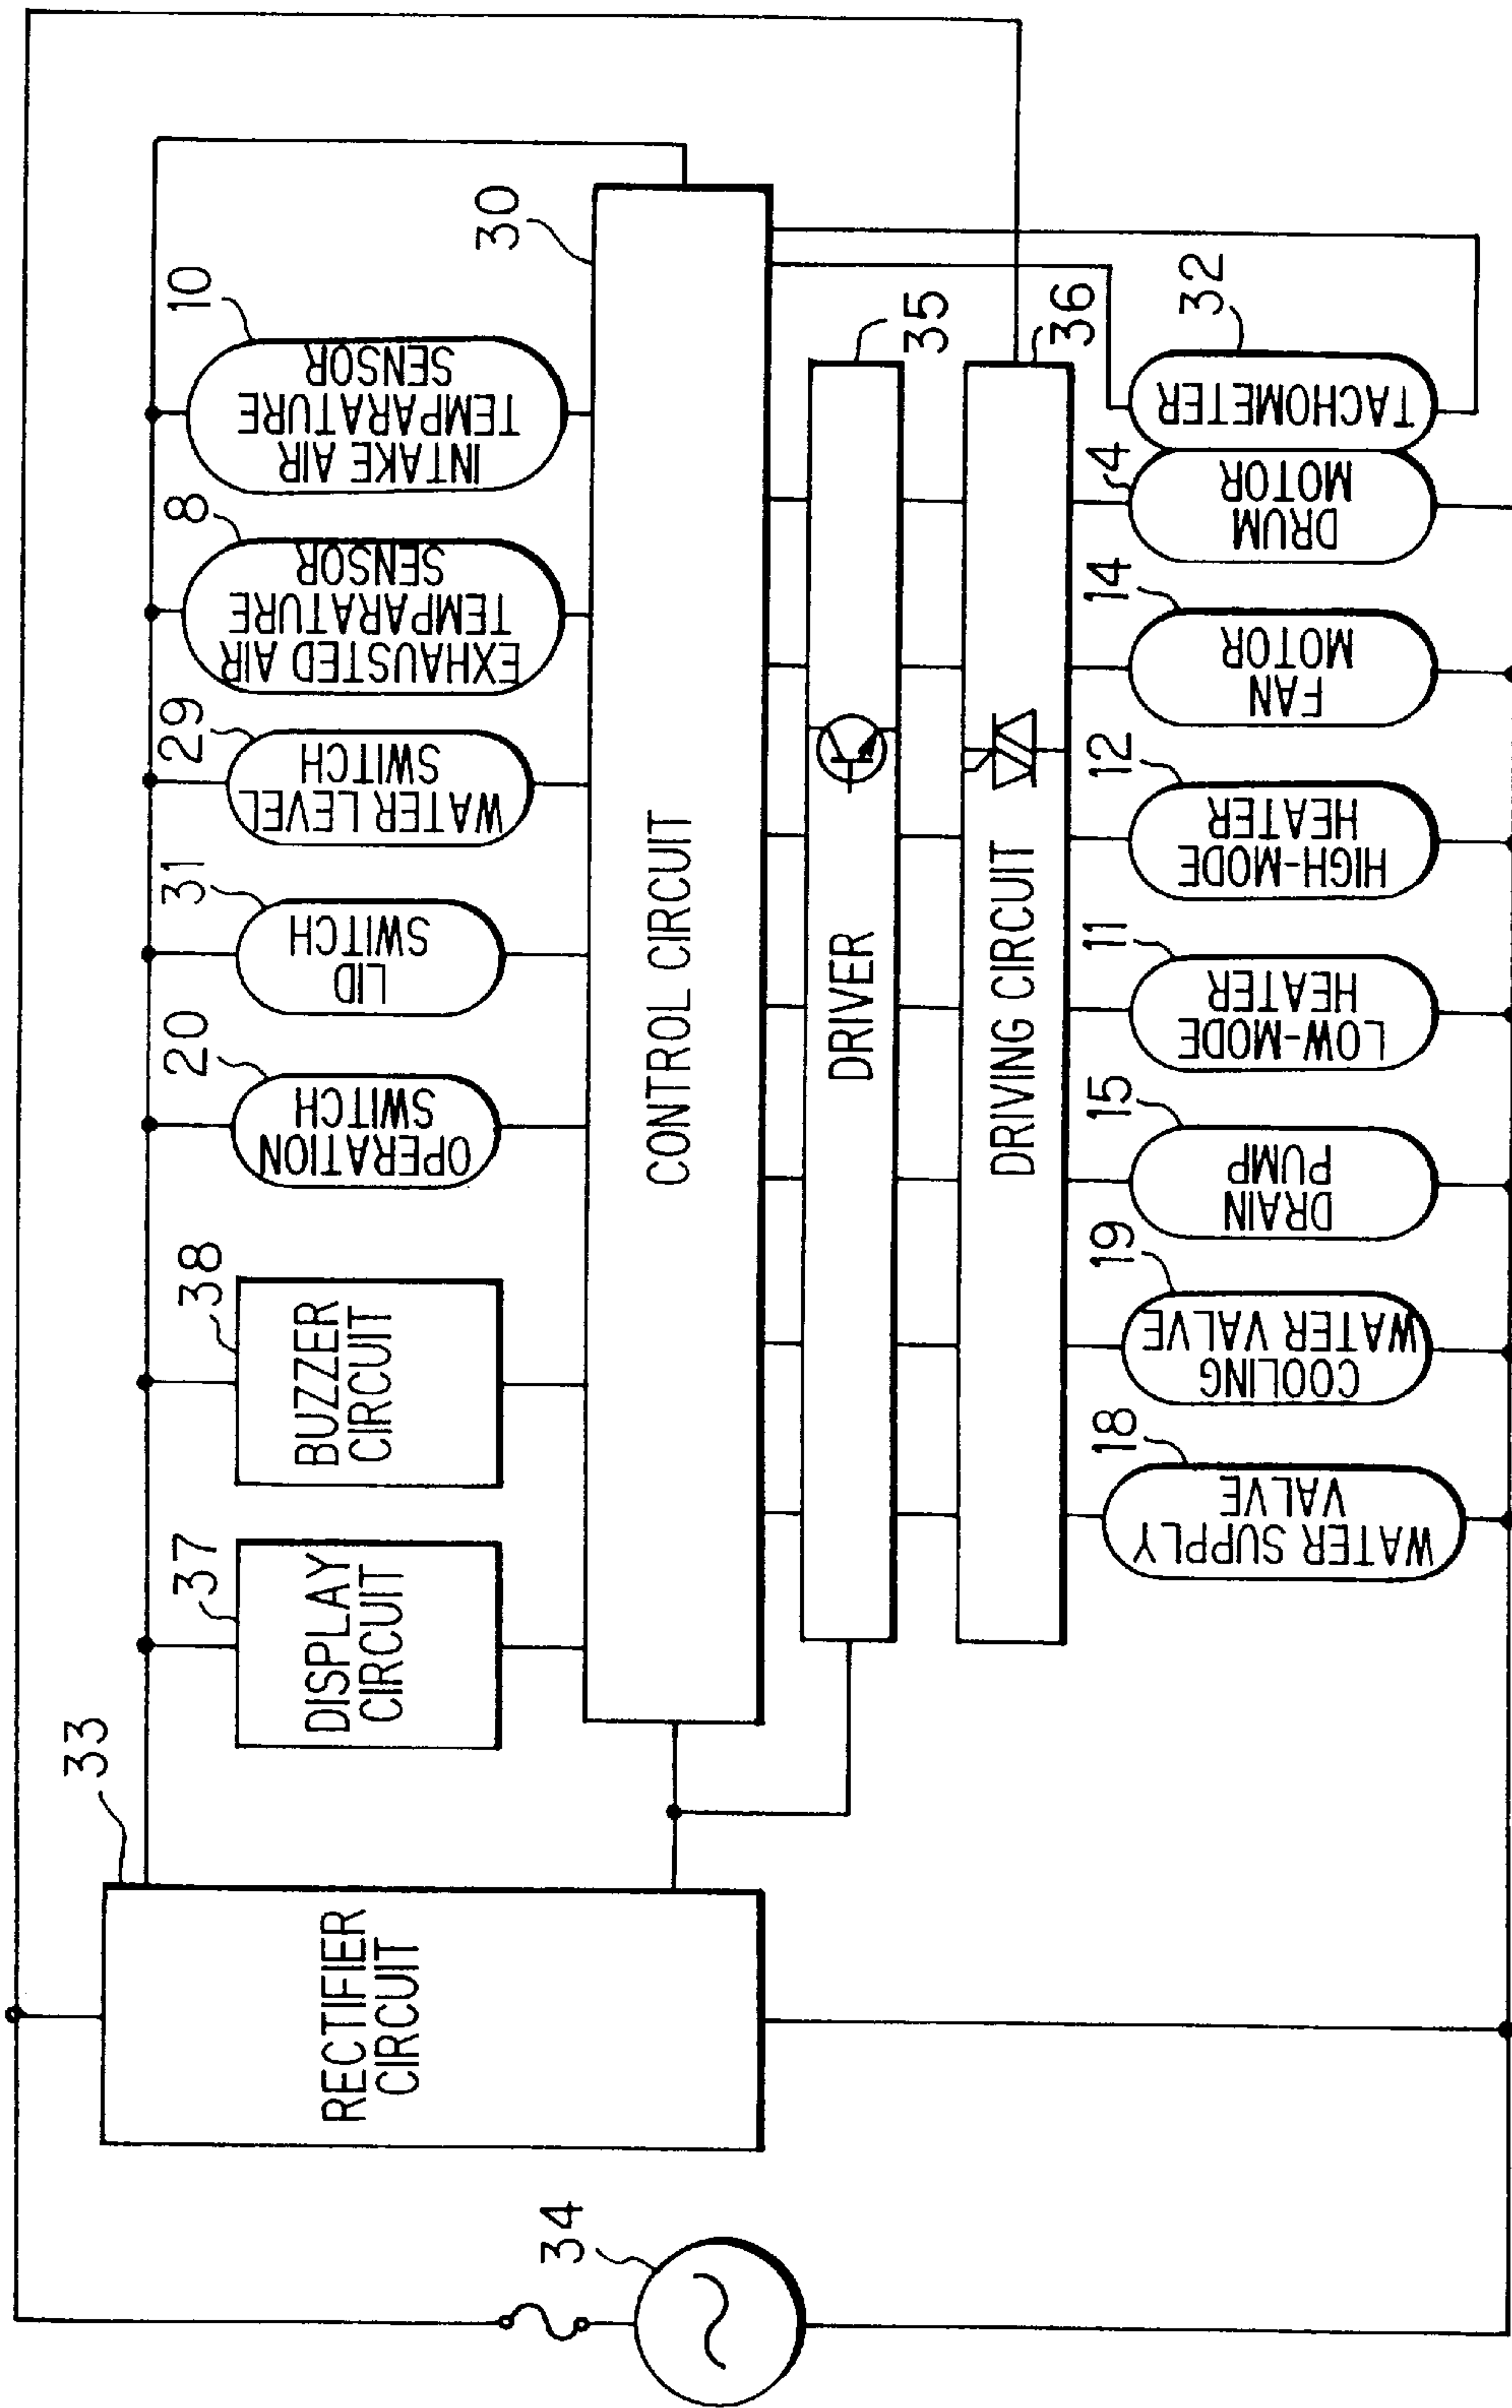 33
RECTIFIER
CIRCUIT
34
37
DISPLAY
CIRCUIT
38
BUZZER
CIRCUIT
20
OPERATION
SWITCH
31
LID
SWITCH
29
WATER LEVEL
SWITCH
8
EXHAUSTED AIR
TEMPARATURE
SENSOR
10
INTAKE AIR
TEMPARATURE
SENSOR
30
CONTROL CIRCUIT
DRIVER
35
DRIVING CIRCUIT
36
18
WATER SUPPLY
VALVE
19
COOLING
WATER VALVE
15
DRAIN
PUMP
11
LOW-MODE
HEATER
12
HIGH-MODE
HEATER
14
FAN
MOTOR
4
DRUM
MOTOR
32
TACHOMETER